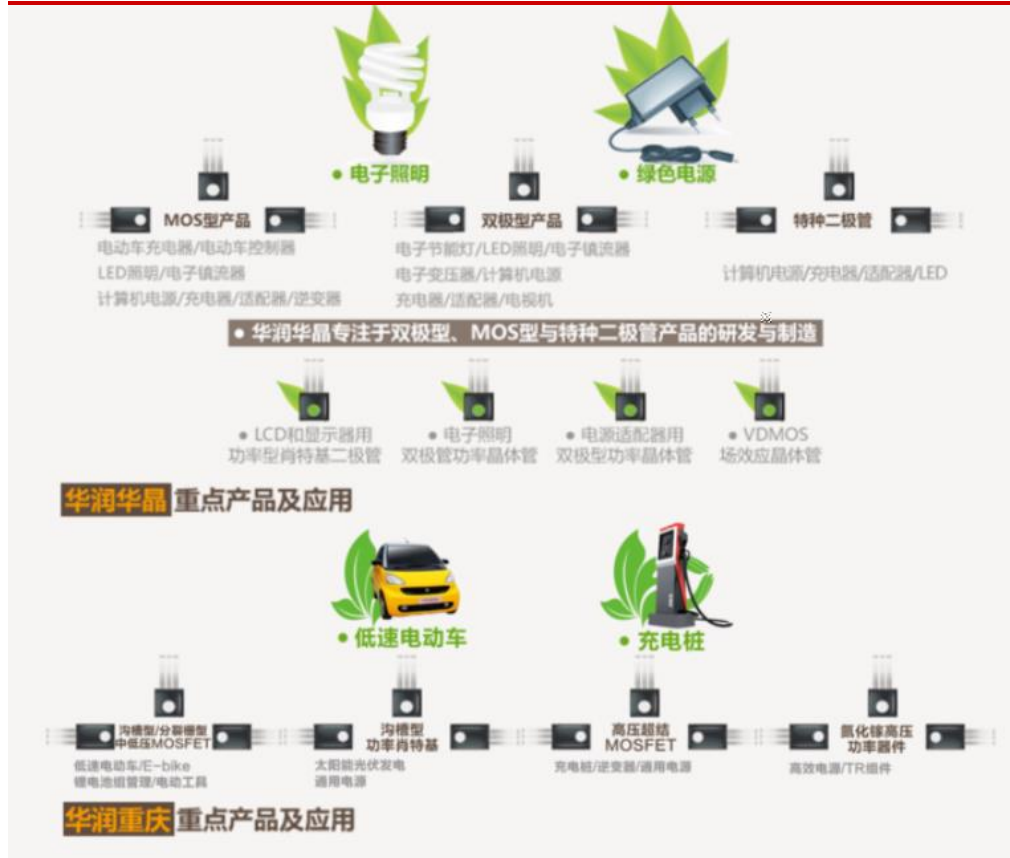 • 电子照明
• 绿色电源
MOS型产品
电动车充电器/电动车控制器
LED照明/电子镇流器
计算机电源/充电器/适配器/逆变器
双极型产品
电子节能灯/LED照明/电子镇流器
电子变压器/计算机电源
充电器/适配器/电视机
特种二极管
计算机电源/充电器/适配器/LED
• 华润华晶专注于双极型、MOS型与特种二极管产品的研发与制造
• LCD和显示器用
功率型肖特基二极管
• 电子照明
双极管功率晶体管
• 电源适配器用
双极型功率晶体管
• VDMOS
场效应晶体管
华润华晶 重点产品及应用
• 低速电动车
• 充电桩
沟槽型/分裂栅型
中低压MOSFET
低速电动车/E-bike
锂电池组管理/电动工具
沟槽型
功率肖特基
太阳能光伏发电
通用电源
高压超结
MOSFET
充电桩/逆变器/通用电源
氮化镓高压
功率器件
高效电源/TR组件
华润重庆 重点产品及应用